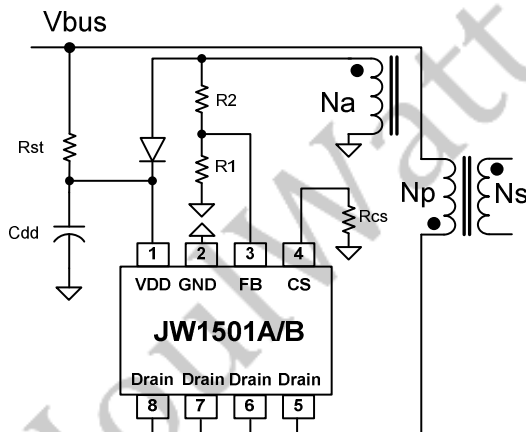 Vbus
Rst
Cdd
R2
R1
Na
Np
Ns
Rcs
1 2 3 4
VDD GND FB CS
JW1501A/B
Drain Drain Drain Drain
8 7 6 5
JoulWatt